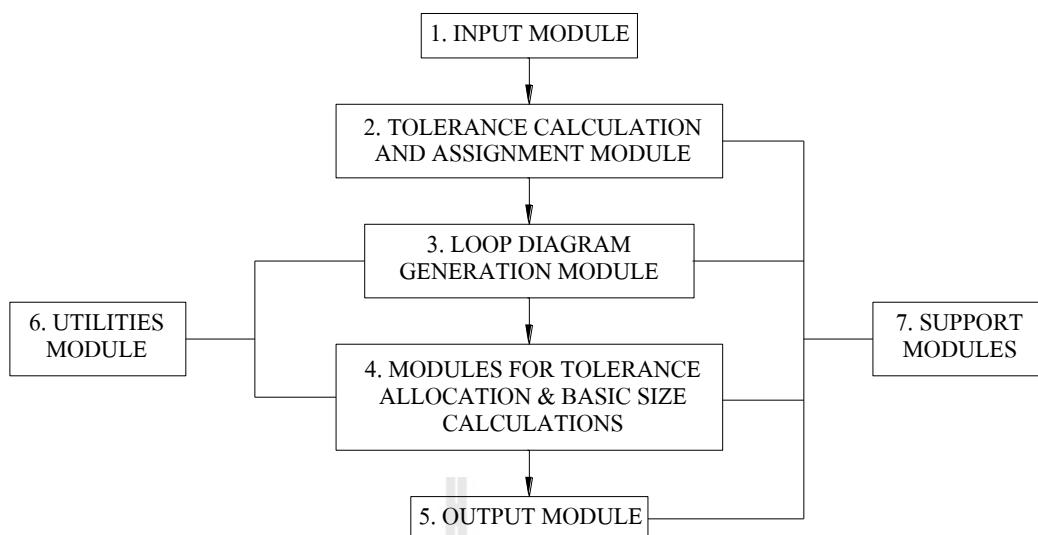 1. INPUT MODULE
2. TOLERANCE CALCULATION
AND ASSIGNMENT MODULE
3. LOOP DIAGRAM
GENERATION MODULE
6. UTILITIES
MODULE
7. SUPPORT
MODULES
4. MODULES FOR TOLERANCE
ALLOCATION & BASIC SIZE
CALCULATIONS
5. OUTPUT MODULE